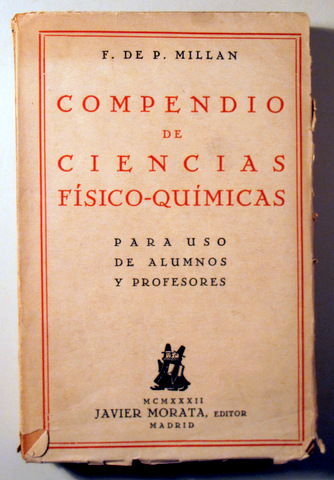 F. DE P. MILLAN
COMPENDIO
DE
CIENCIAS
FÍSICO-QUÍMICAS
PARA USO
DE ALUMNOS
Y PROFESORES
MCMXXXII
JAVIER MORATA, EDITOR
MADRID